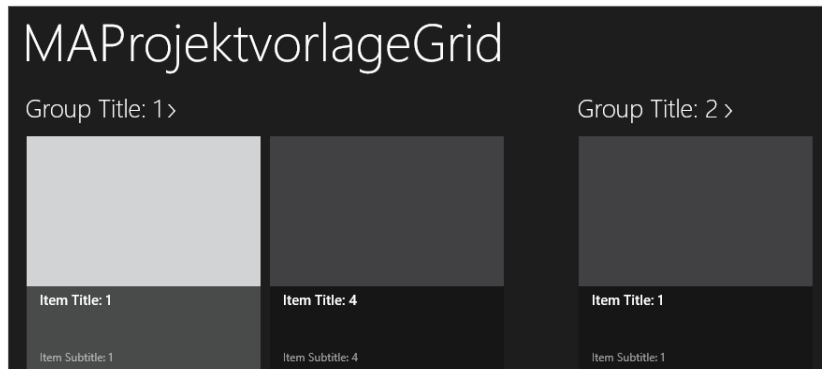 MAProjektvorlageGrid
Group Title: 1>
Group Title: 2 >
Item Title: 1
Item Title: 4
Item Title: 1
Item Subtitle: 1
Item Subtitle: 4
Item Subtitle: 1